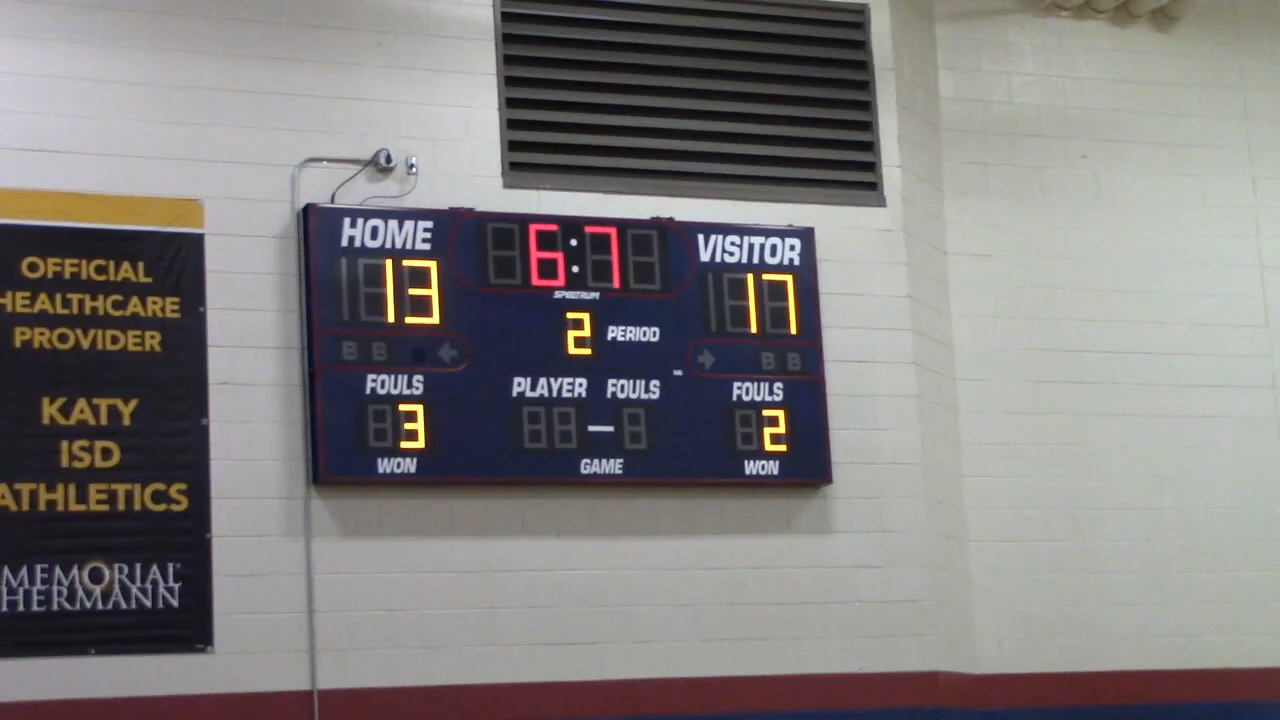 OFFICIAL
HEALTHCARE
PROVIDER
KATY
ISD
ATHLETICS
MEMORIAL
HERMANN
HOME 6:7 VISITOR
SPECTRUM
13 17
2 PERIOD
B B B B
FOULS PLAYER FOULS FOULS
3 2
WON GAME WON